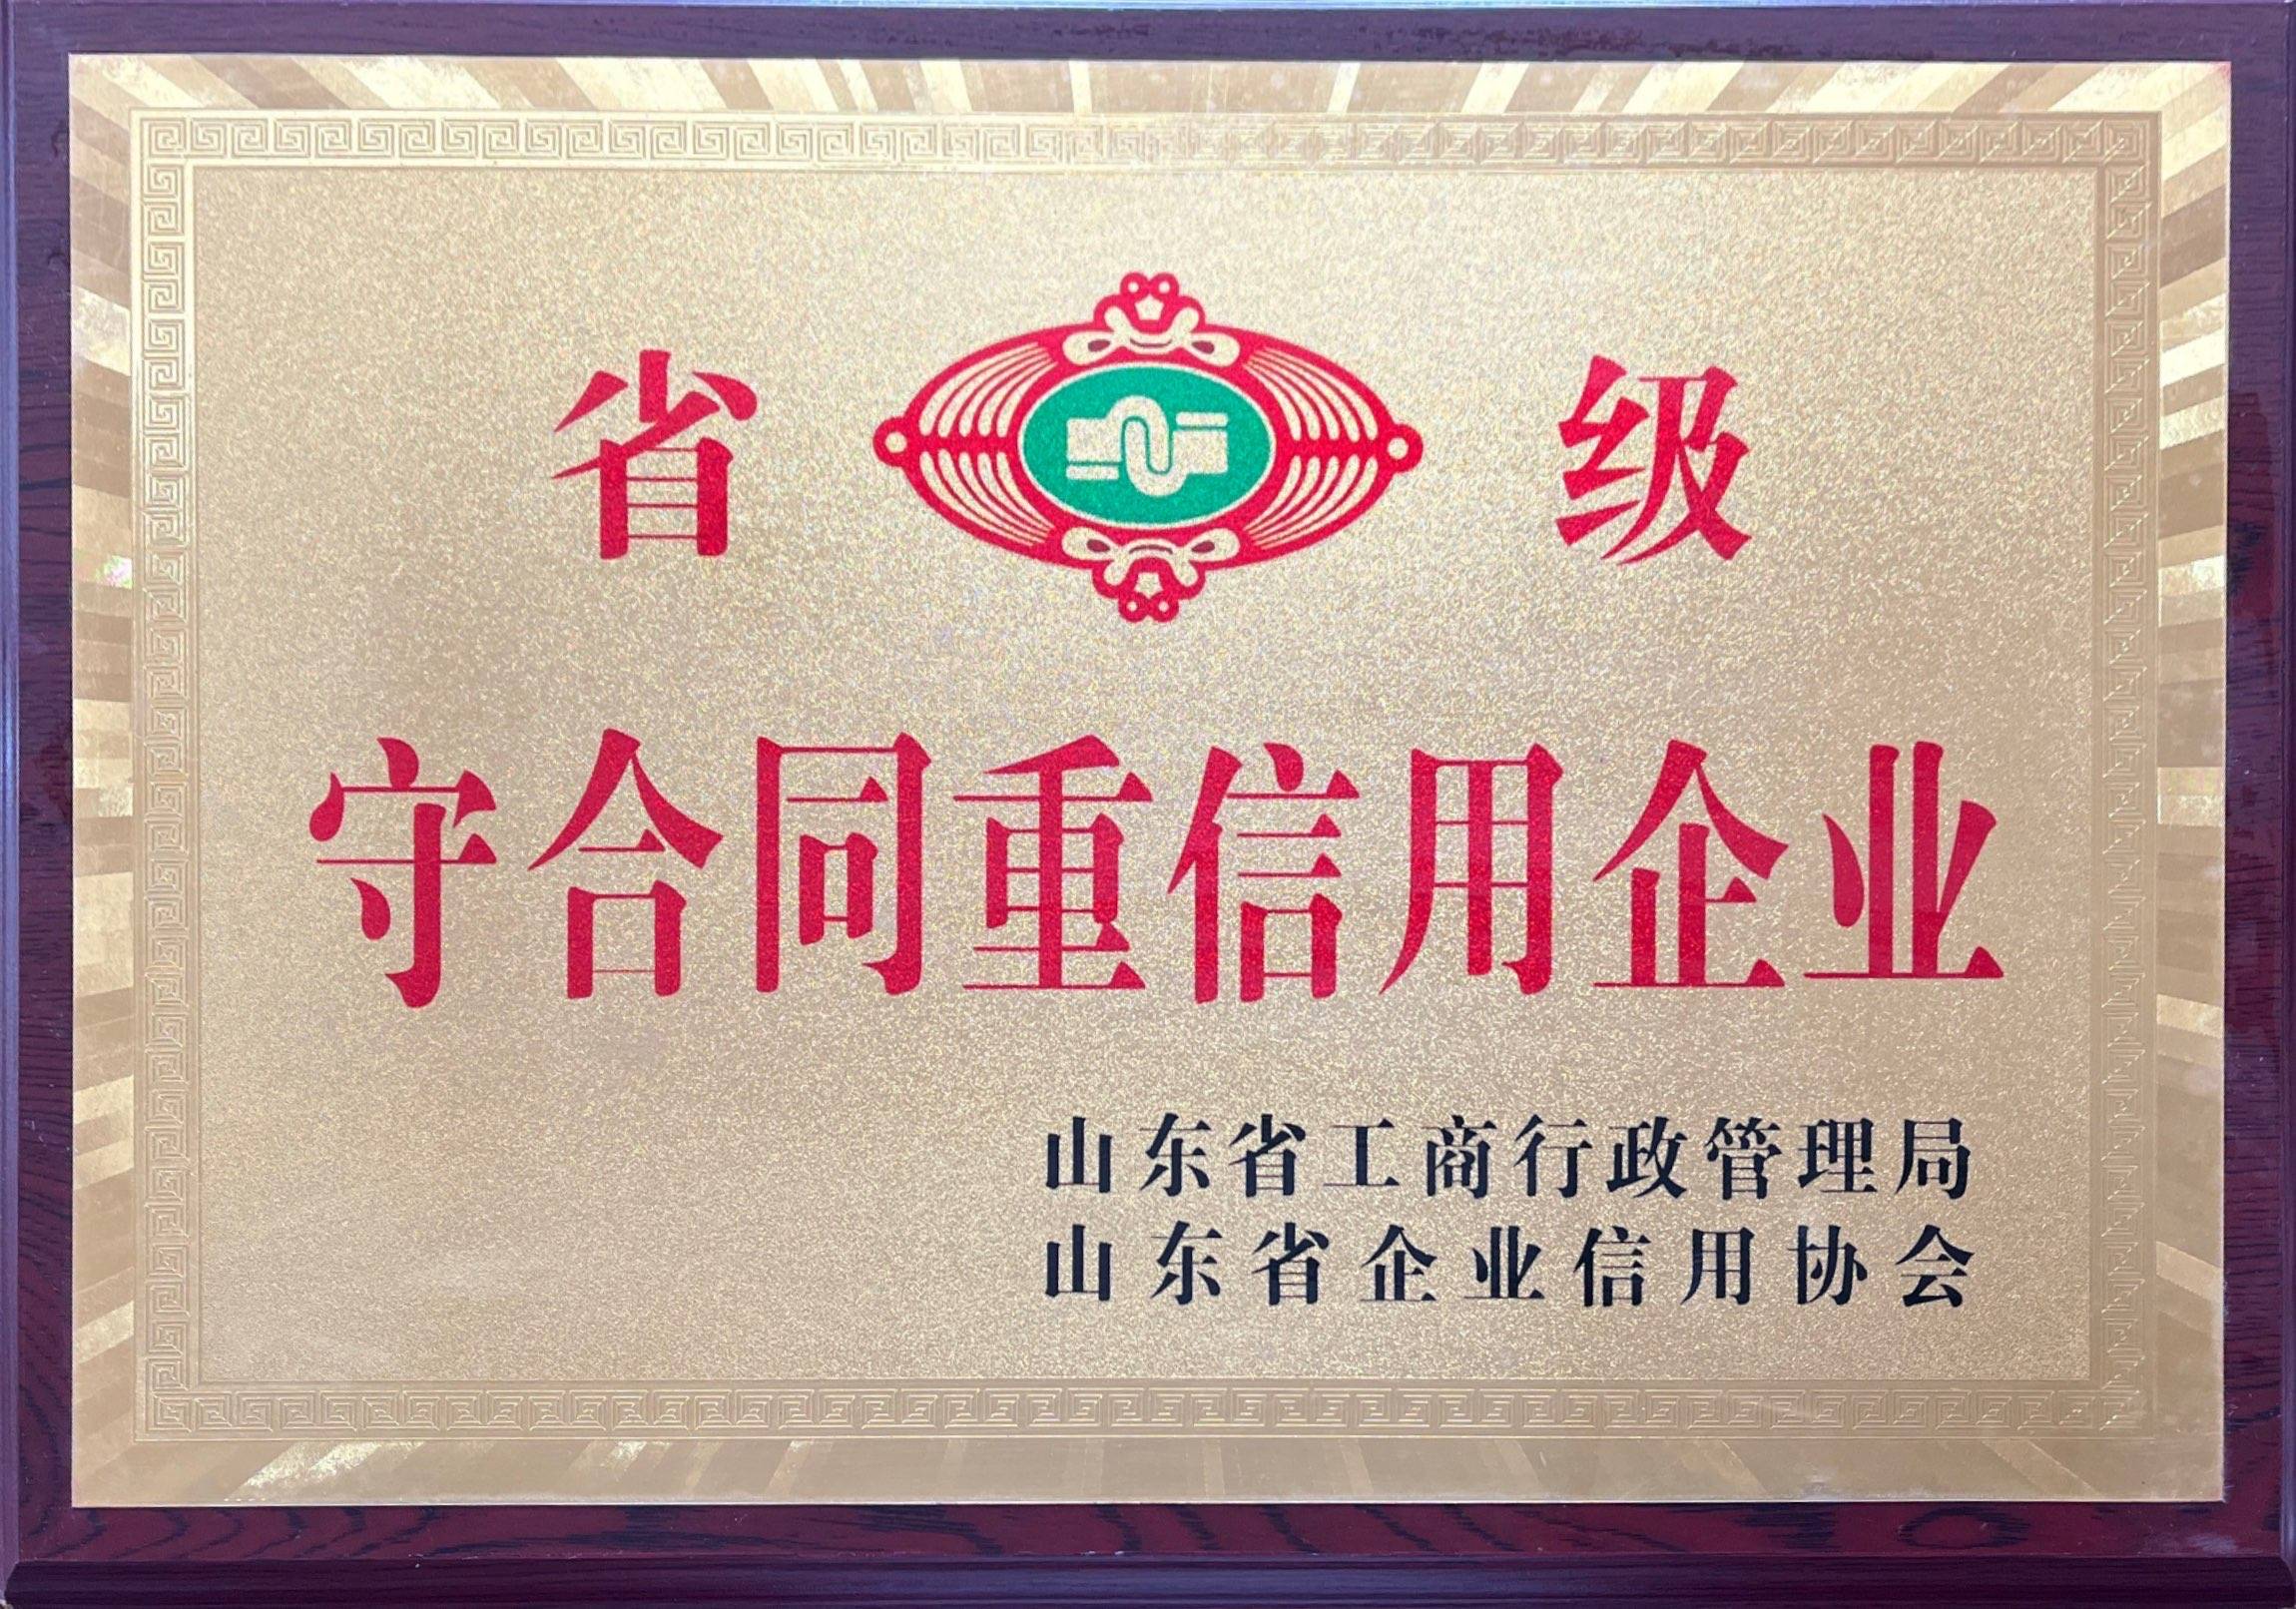 省 级
守合同重信用企业
山东省工商行政管理局
山东省企业信用协会